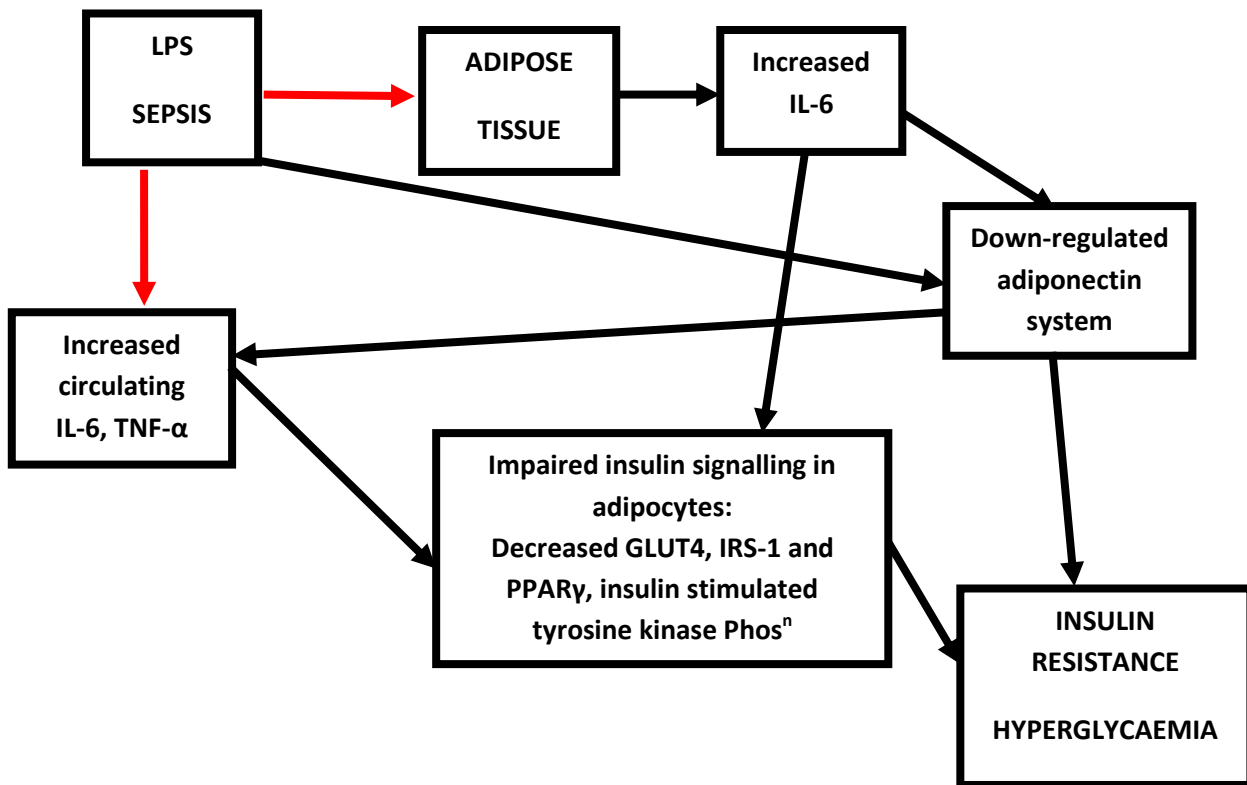 LPS
SEPSIS
ADIPOSE
TISSUE
Increased
IL-6
Down-regulated
adiponectin
system
Increased
circulating
IL-6, TNF-α
Impaired insulin signalling in
adipocytes:
Decreased GLUT4, IRS-1 and
PPARγ, insulin stimulated
tyrosine kinase Phosⁿ
INSULIN
RESISTANCE
HYPERGLYCAEMIA